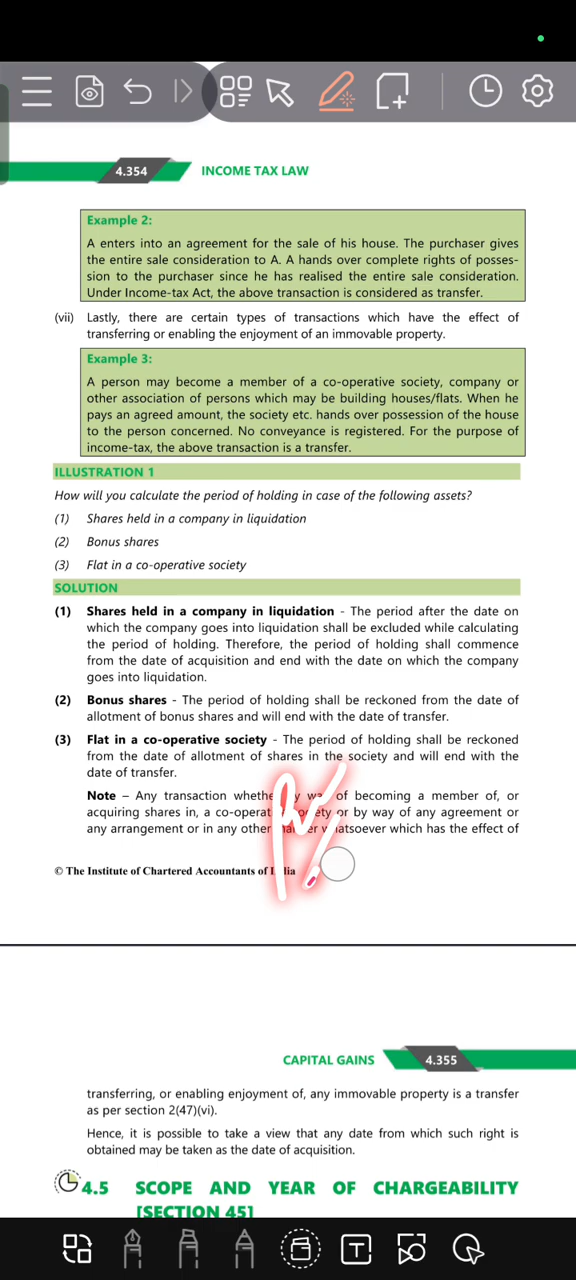 4.354 INCOME TAX LAW
Example 2:
A enters into an agreement for the sale of his house. The purchaser gives
the entire sale consideration to A. A hands over complete rights of posses-
sion to the purchaser since he has realised the entire sale consideration.
Under Income-tax Act, the above transaction is considered as transfer.
(vii) Lastly, there are certain types of transactions which have the effect of
transferring or enabling the enjoyment of an immovable property.
Example 3:
A person may become a member of a co-operative society, company or
other association of persons which may be building houses/flats. When he
pays an agreed amount, the society etc. hands over possession of the house
to the person concerned. No conveyance is registered. For the purpose of
income-tax, the above transaction is a transfer.
ILLUSTRATION 1
How will you calculate the period of holding in case of the following assets?
(1) Shares held in a company in liquidation
(2) Bonus shares
(3) Flat in a co-operative society
SOLUTION
(1) Shares held in a company in liquidation - The period after the date on
which the company goes into liquidation shall be excluded while calculating
the period of holding. Therefore, the period of holding shall commence
from the date of acquisition and end with the date on which the company
goes into liquidation.
(2) Bonus shares - The period of holding shall be reckoned from the date of
allotment of bonus shares and will end with the date of transfer.
(3) Flat in a co-operative society - The period of holding shall be reckoned
from the date of allotment of shares in the society and will end with the
date of transfer.
Note – Any transaction whether by way of becoming a member of, or
acquiring shares in, a co-operative society or by way of any agreement or
any arrangement or in any other manner whatsoever which has the effect of
© The Institute of Chartered Accountants of India
CAPITAL GAINS 4.355
transferring, or enabling enjoyment of, any immovable property is a transfer
as per section 2(47)(vi).
Hence, it is possible to take a view that any date from which such right is
obtained may be taken as the date of acquisition.
4.5 SCOPE AND YEAR OF CHARGEABILITY
[SECTION 45]
T